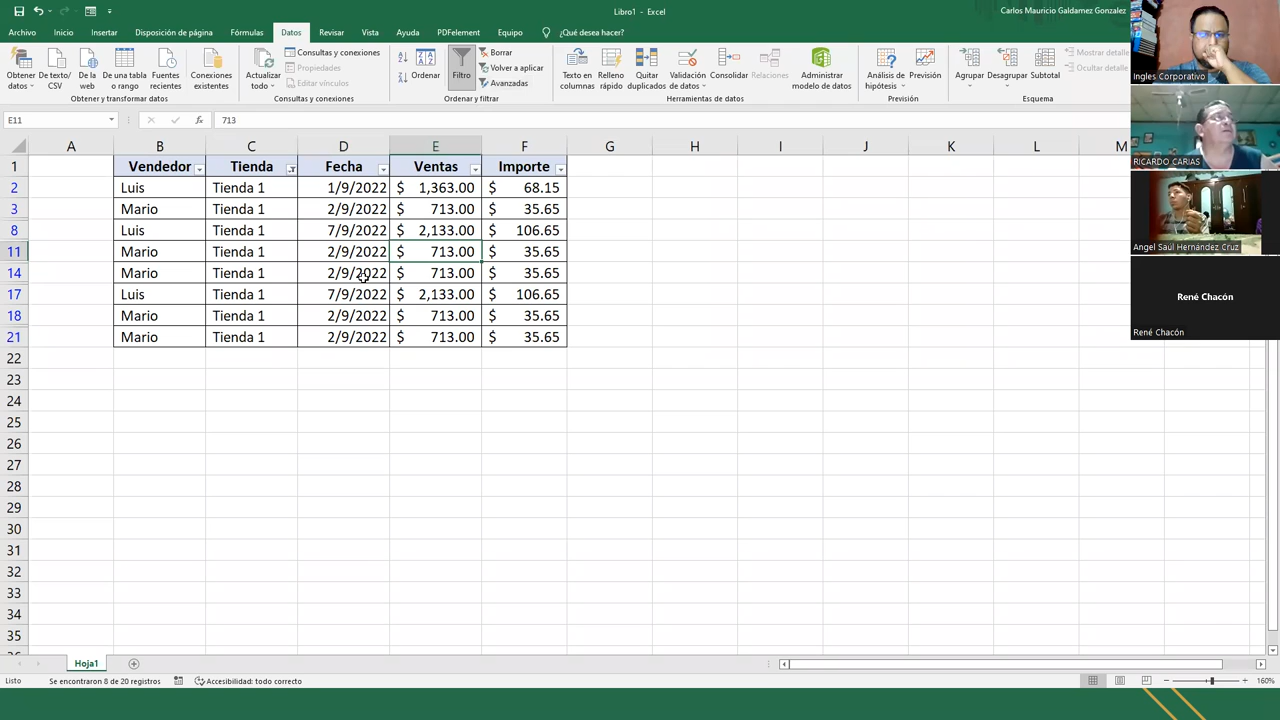 Libro1 - Excel
Carlos Mauricio Galdamez Gonzalez
Archivo Inicio Insertar Disposición de página Fórmulas Datos Revisar Vista Ayuda PDFelement Equipo ¿Qué desea hacer?
Obtener datos
De texto/CSV
De la web
De una tabla o rango
Fuentes recientes
Conexiones existentes
Obtener y transformar datos
Actualizar todo
Consultas y conexiones
Propiedades
Editar vínculos
Consultas y conexiones
Ordenar
Filtro
Borrar
Volver a aplicar
Avanzadas
Ordenar y filtrar
Texto en columnas
Relleno rápido
Quitar duplicados
Validación de datos
Consolidar
Relaciones
Administrar modelo de datos
Herramientas de datos
Análisis de hipótesis
Previsión
Previsión
Agrupar
Desagrupar
Subtotal
Mostrar detalle
Ocultar detalle
Esquema
E11 fx 713
A B C D E F G H I J K L M
1 Vendedor Tienda Fecha Ventas Importe
2 Luis Tienda 1 1/9/2022 $ 1,363.00 $ 68.15
3 Mario Tienda 1 2/9/2022 $ 713.00 $ 35.65
8 Luis Tienda 1 7/9/2022 $ 2,133.00 $ 106.65
11 Mario Tienda 1 2/9/2022 $ 713.00 $ 35.65
14 Mario Tienda 1 2/9/2022 $ 713.00 $ 35.65
17 Luis Tienda 1 7/9/2022 $ 2,133.00 $ 106.65
18 Mario Tienda 1 2/9/2022 $ 713.00 $ 35.65
21 Mario Tienda 1 2/9/2022 $ 713.00 $ 35.65
22
23
24
25
26
27
28
29
30
31
32
33
34
35
Hoja1
Listo Se encontraron 8 de 20 registros Accesibilidad: todo correcto 160%
Ingles Corporativo
RICARDO CARIAS
Angel Saul Hernández Cruz
René Chacón
René Chacón